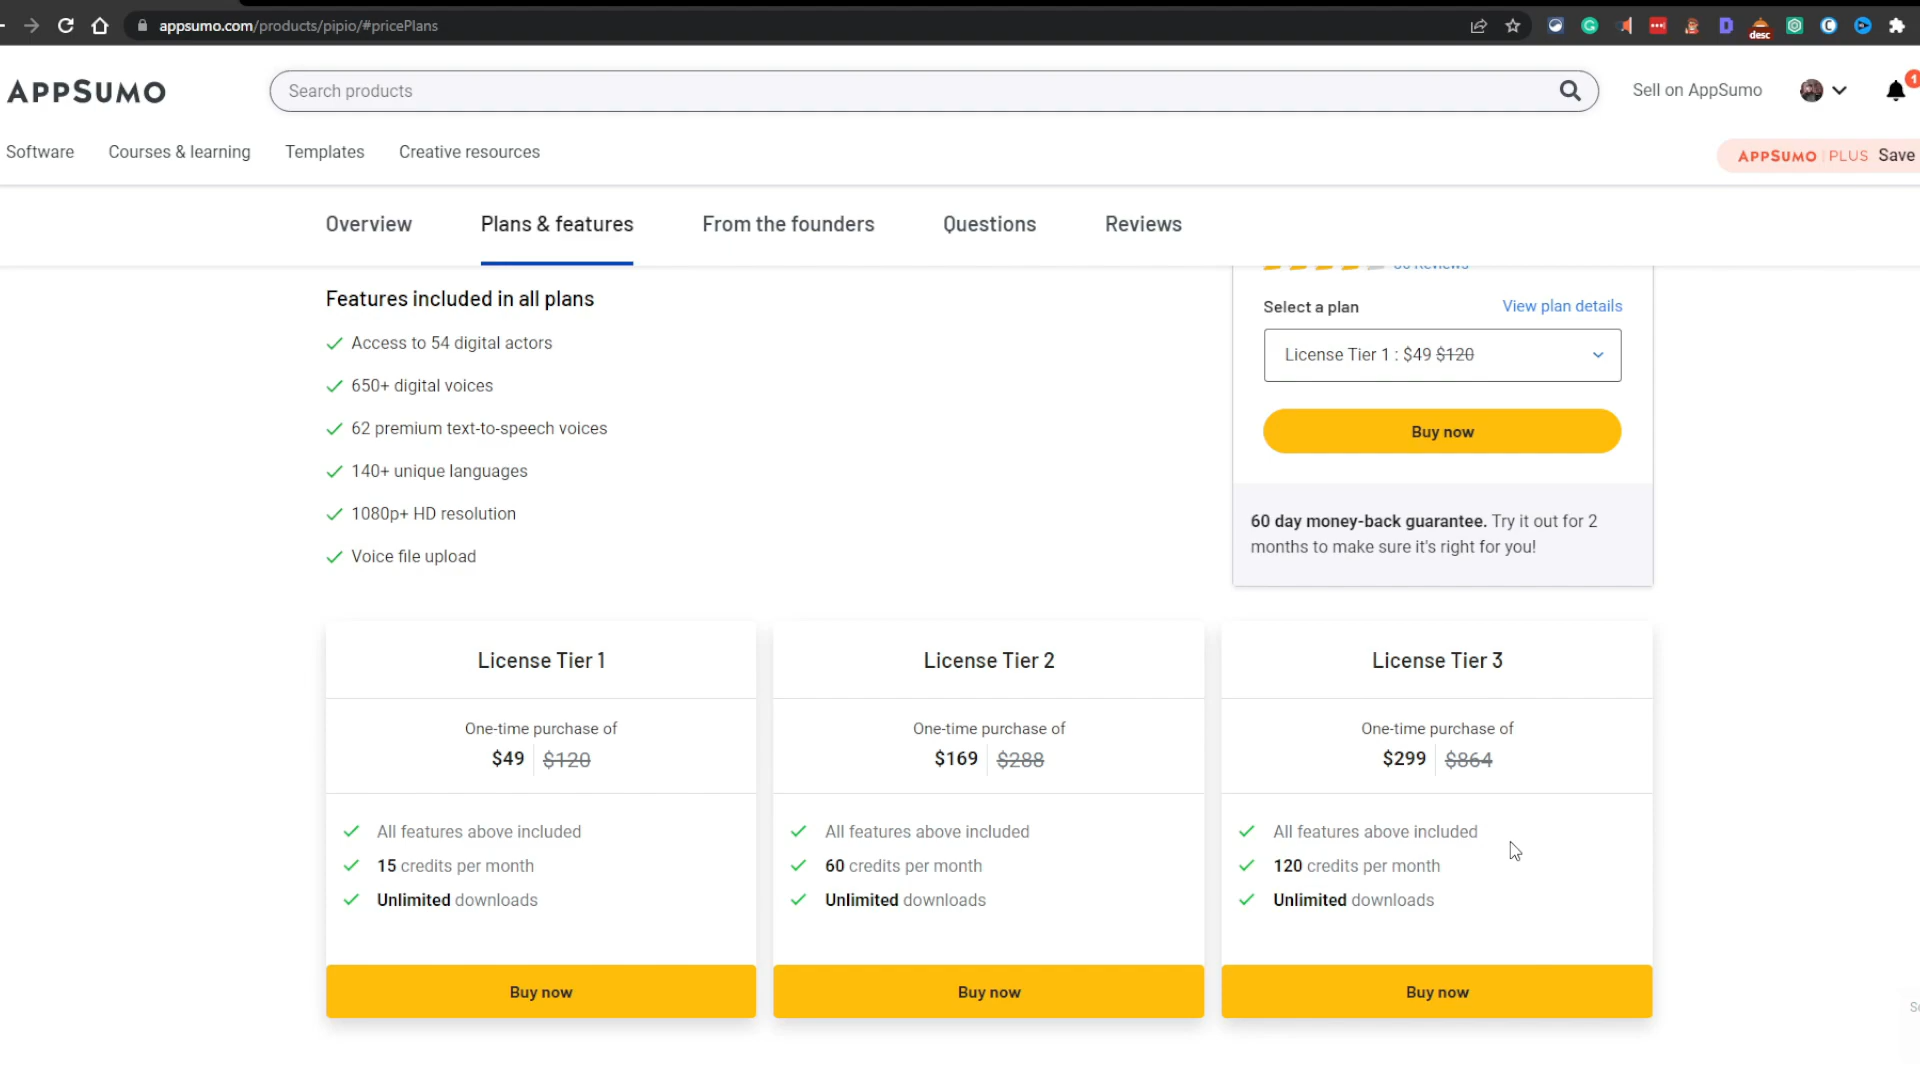 appsumo.com/products/pipio/#pricePlans
desc
APPSUMO
Search products
Sell on AppSumo
1
Software
Courses & learning
Templates
Creative resources
APPSUMO PLUS Save
Overview
Plans & features
From the founders
Questions
Reviews
Features included in all plans
Access to 54 digital actors
650+ digital voices
62 premium text-to-speech voices
140+ unique languages
1080p+ HD resolution
Voice file upload
Select a plan
View plan details
License Tier 1 : $49 $120
Buy now
60 day money-back guarantee. Try it out for 2
months to make sure it's right for you!
License Tier 1
One-time purchase of
$49 $120
All features above included
15 credits per month
Unlimited downloads
Buy now
License Tier 2
One-time purchase of
$169 $288
All features above included
60 credits per month
Unlimited downloads
Buy now
License Tier 3
One-time purchase of
$299 $864
All features above included
120 credits per month
Unlimited downloads
Buy now